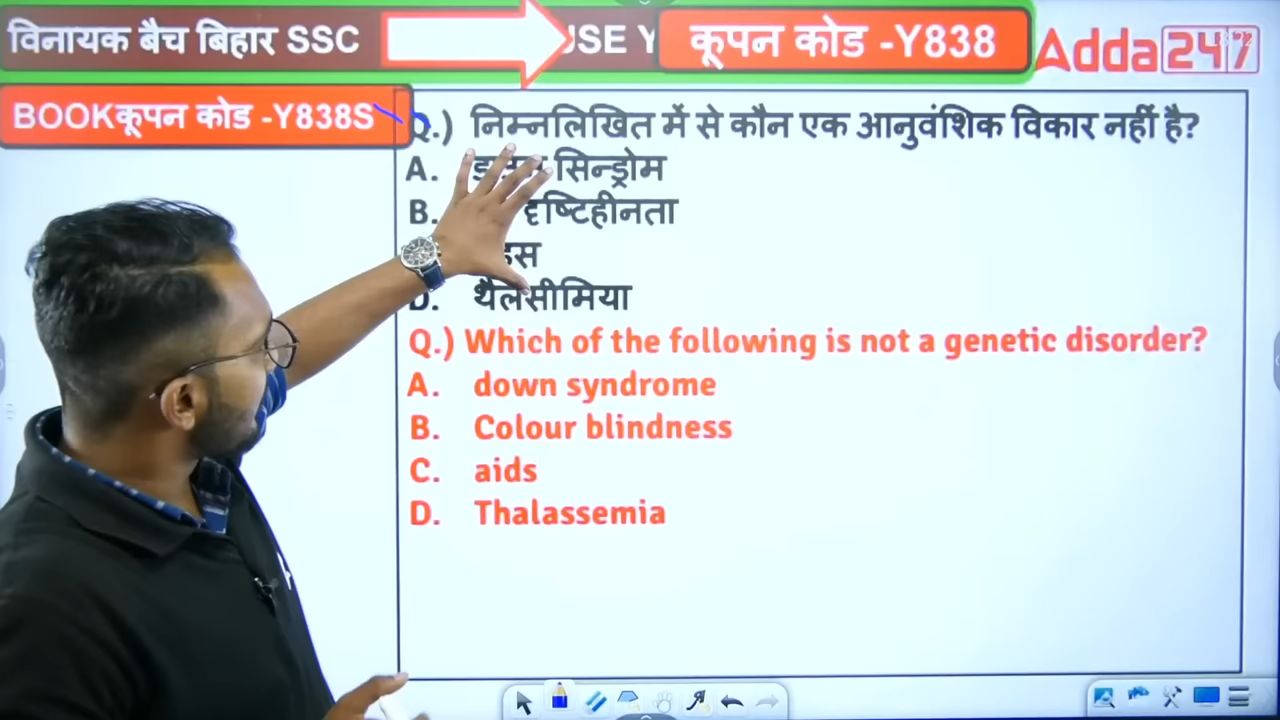 विनायक बैच बिहार SSC
USE Y
कूपन कोड -Y838
Adda247
BOOKकूपन कोड -Y838S
Q.) निम्नलिखित में से कौन एक आनुवंशिक विकार नहीं है?
A. सिन्ड्रोम
B. दृष्टिहीनता
D. थैलसीमिया
Q.) Which of the following is not a genetic disorder?
A. down syndrome
B. Colour blindness
C. aids
D. Thalassemia